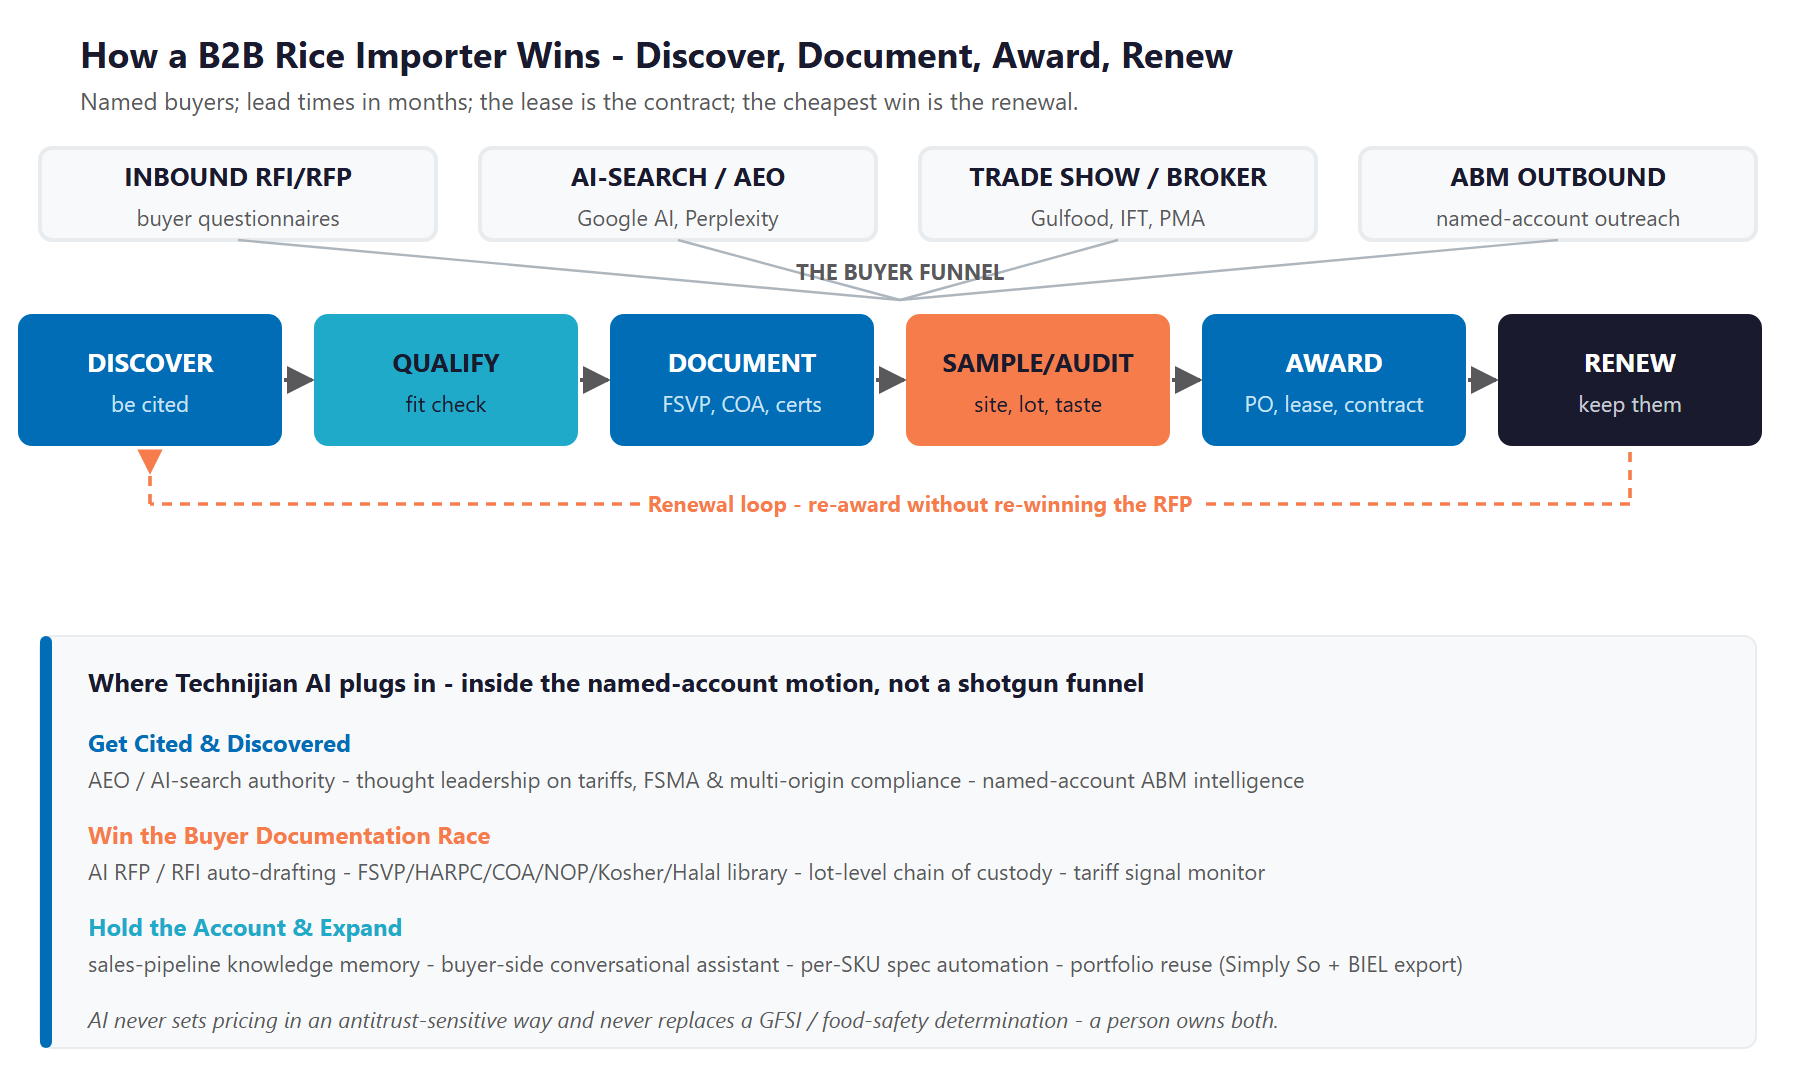 How a B2B Rice Importer Wins - Discover, Document, Award, Renew
Named buyers; lead times in months; the lease is the contract; the cheapest win is the renewal.
INBOUND RFI/RFP
buyer questionnaires
AI-SEARCH / AEO
Google AI, Perplexity
TRADE SHOW / BROKER
Gulfood, IFT, PMA
ABM OUTBOUND
named-account outreach
THE BUYER FUNNEL
DISCOVER
be cited
QUALIFY
fit check
DOCUMENT
FSVP, COA, certs
SAMPLE/AUDIT
site, lot, taste
AWARD
PO, lease, contract
RENEW
keep them
Renewal loop - re-award without re-winning the RFP
Where Technijian AI plugs in - inside the named-account motion, not a shotgun funnel
Get Cited & Discovered
AEO / AI-search authority - thought leadership on tariffs, FSMA & multi-origin compliance - named-account ABM intelligence
Win the Buyer Documentation Race
AI RFP / RFI auto-drafting - FSVP/HARPC/COA/NOP/Kosher/Halal library - lot-level chain of custody - tariff signal monitor
Hold the Account & Expand
sales-pipeline knowledge memory - buyer-side conversational assistant - per-SKU spec automation - portfolio reuse (Simply So + BIEL export)
AI never sets pricing in an antitrust-sensitive way and never replaces a GFSI / food-safety determination - a person owns both.